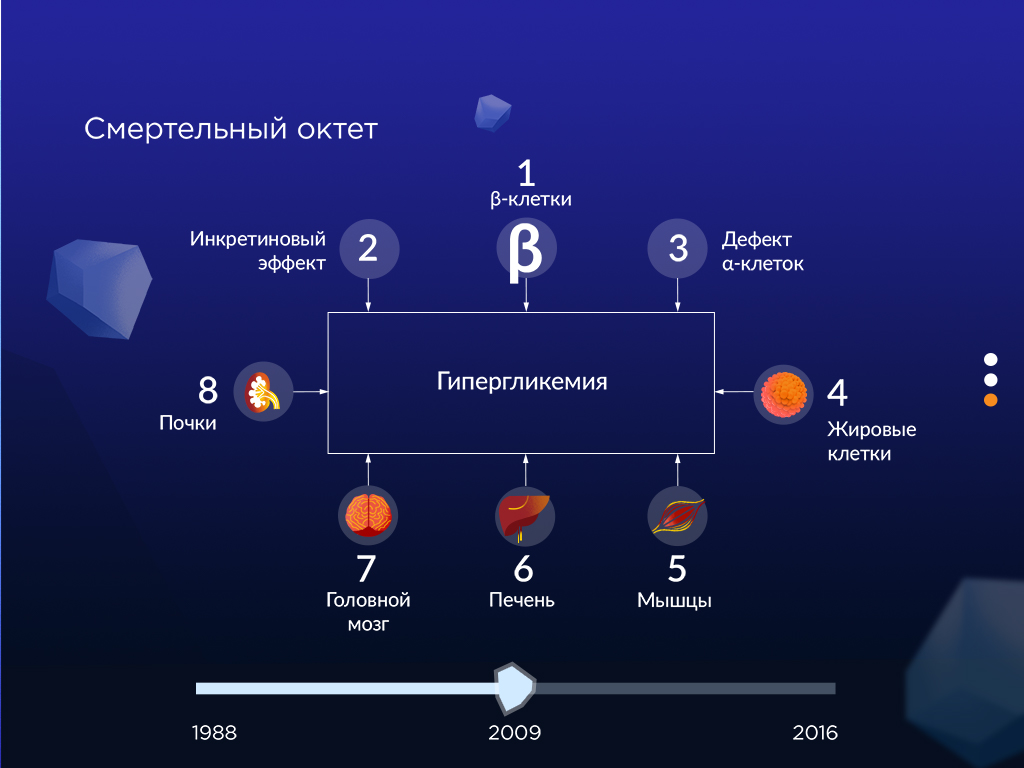 Смертельный октет
1
β-клетки
Инкретиновый
эффект
2
β
3
Дефект
α-клеток
Гипергликемия
8
Почки
4
Жировые
клетки
7
Головной
мозг
6
Печень
5
Мышцы
1988
2009
2016